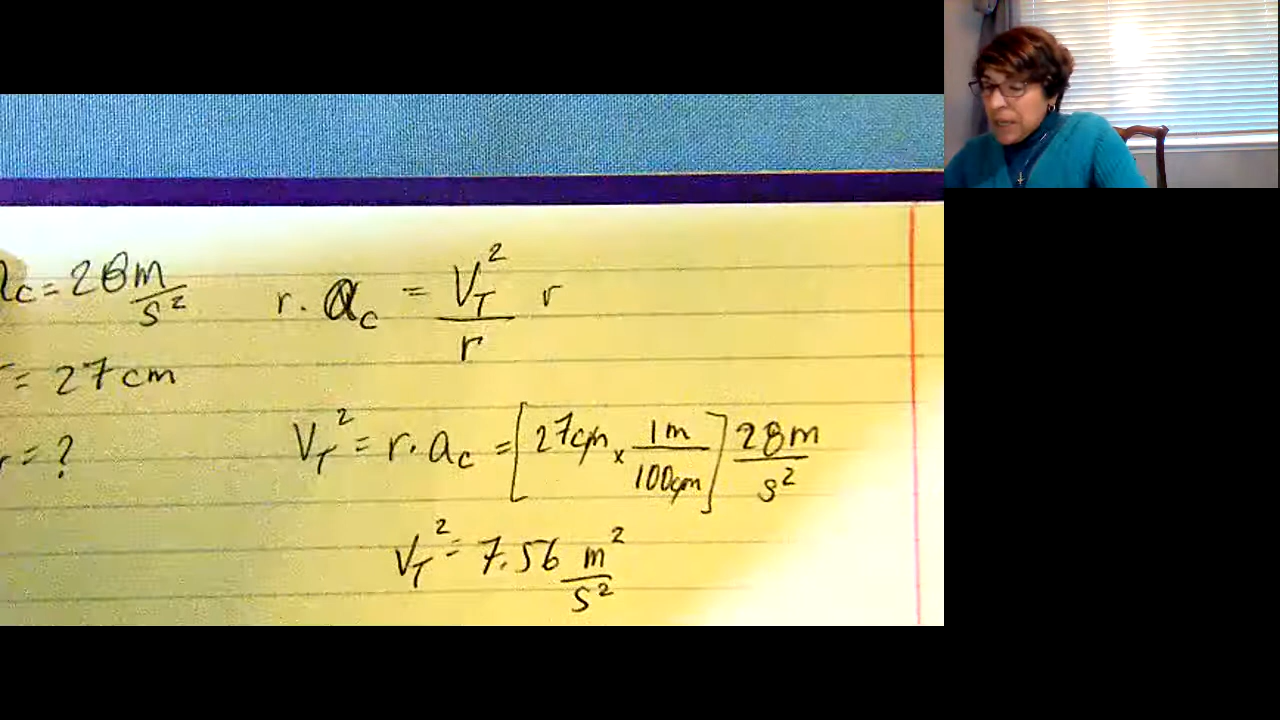 ac = 28 m/s²
r · ac = VT²/r r
r = 27 cm
VT² = r · ac = [27 cm × 1 m/100 cm] 28 m/s²
= ?
VT² = 7.56 m²/s²